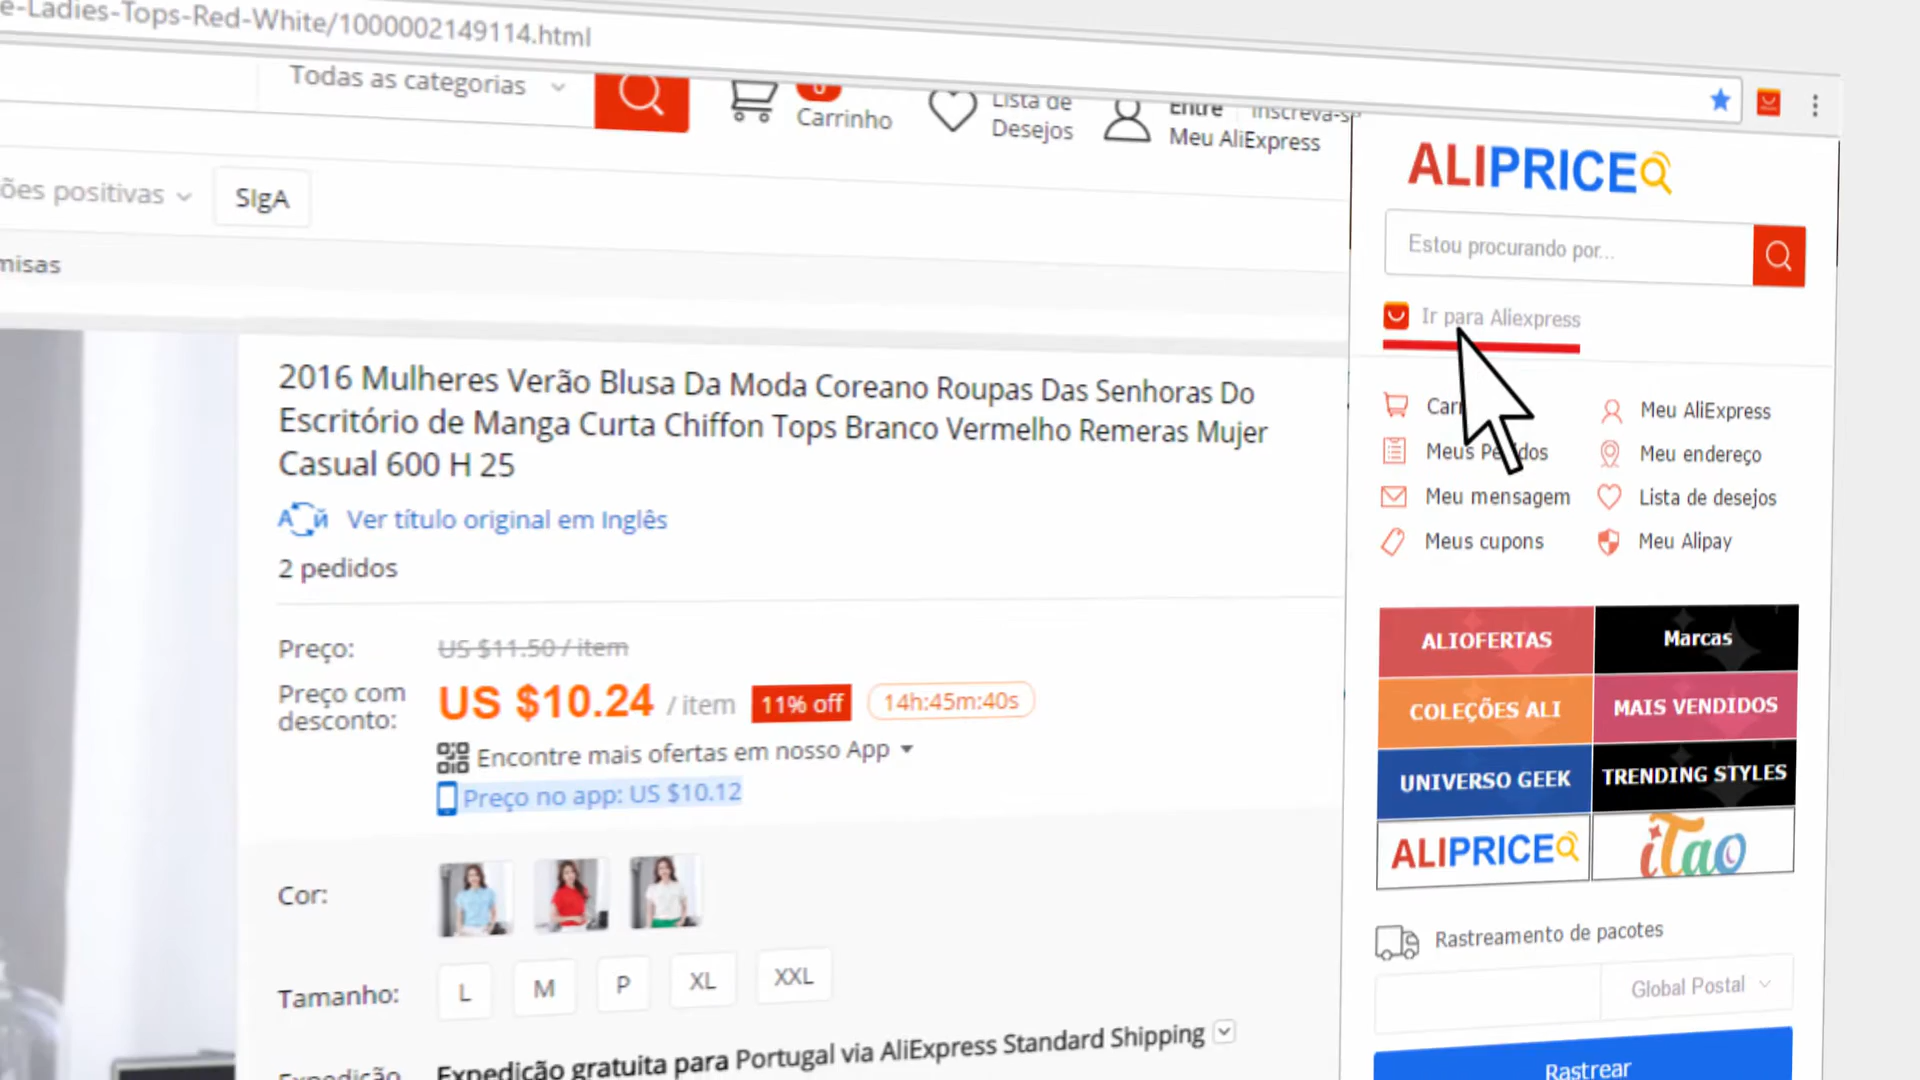 e-Ladies-Tops-Red-White/1000002149114.html
Todas as categorias
0
Carrinho
Lista de
Desejos
Entre
Inscreva-se
Meu AliExpress
ões positivas
SIgA
misas
2016 Mulheres Verão Blusa Da Moda Coreano Roupas Das Senhoras Do
Escritório de Manga Curta Chiffon Tops Branco Vermelho Remeras Mujer
Casual 600 H 25
Ver título original em Inglês
2 pedidos
Preço:
US $11.50 / item
Preço com
desconto:
US $10.24 / item
11% off
14h:45m:40s
Encontre mais ofertas em nosso App
Preço no app: US $10.12
Cor:
Tamanho:
L
M
P
XL
XXL
Expedição
Expedição gratuita para Portugal via AliExpress Standard Shipping
ALIPRICE
Estou procurando por...
Ir para Aliexpress
Meu AliExpress
Meus Pedidos
Meu endereço
Meu mensagem
Lista de desejos
Meus cupons
Meu Alipay
ALIOFERTAS
Marcas
COLEÇÕES ALI
MAIS VENDIDOS
UNIVERSO GEEK
TRENDING STYLES
ALIPRICE
iTao
Rastreamento de pacotes
Global Postal
Rastrear